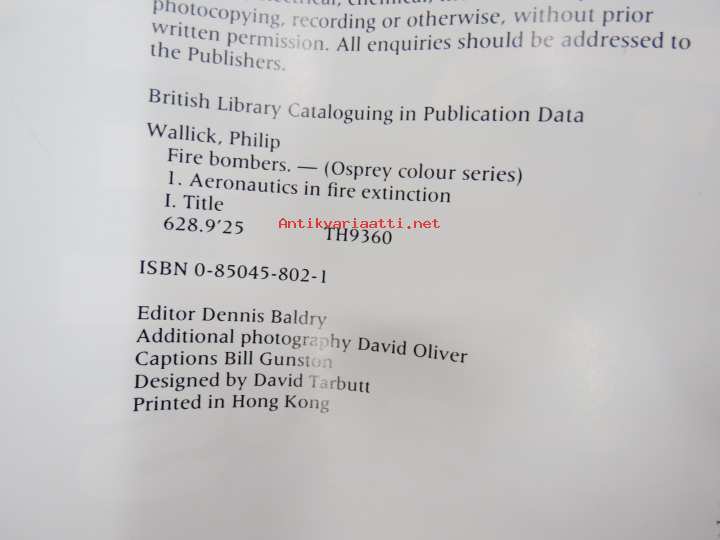 photocopying, recording or otherwise, without prior
written permission. All enquiries should be addressed to
the Publishers.
British Library Cataloguing in Publication Data
Wallick, Philip
Fire bombers. — (Osprey colour series)
1. Aeronautics in fire extinction
I. Title
628.9'25 TH9360
Antikvariaatti.net
ISBN 0-85045-802-1
Editor Dennis Baldry
Additional photography David Oliver
Captions Bill Gunston
Designed by David Tarbutt
Printed in Hong Kong